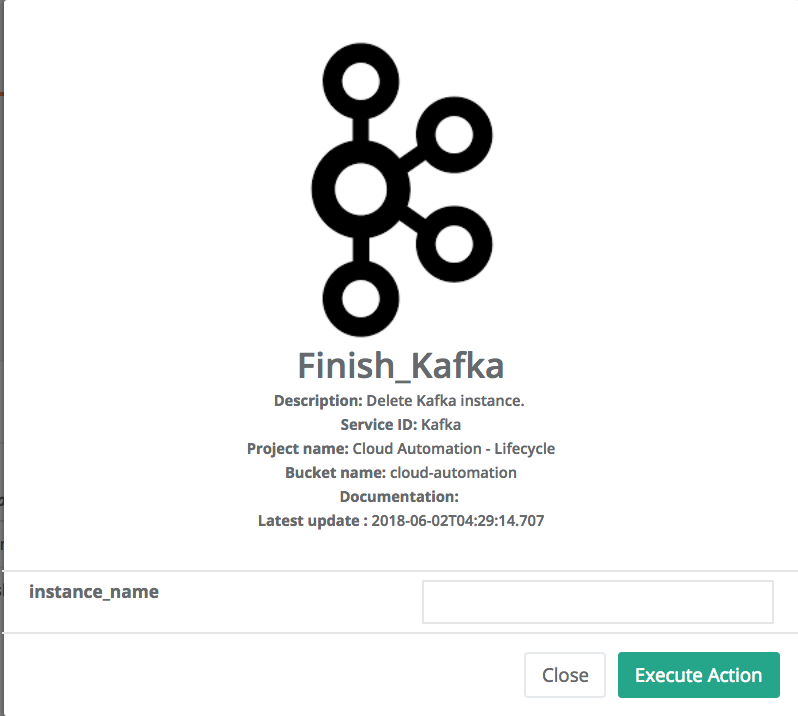 Finish_Kafka
Description: Delete Kafka instance.
Service ID: Kafka
Project name: Cloud Automation - Lifecycle
Bucket name: cloud-automation
Documentation:
Latest update : 2018-06-02T04:29:14.707
instance_name
Close
Execute Action